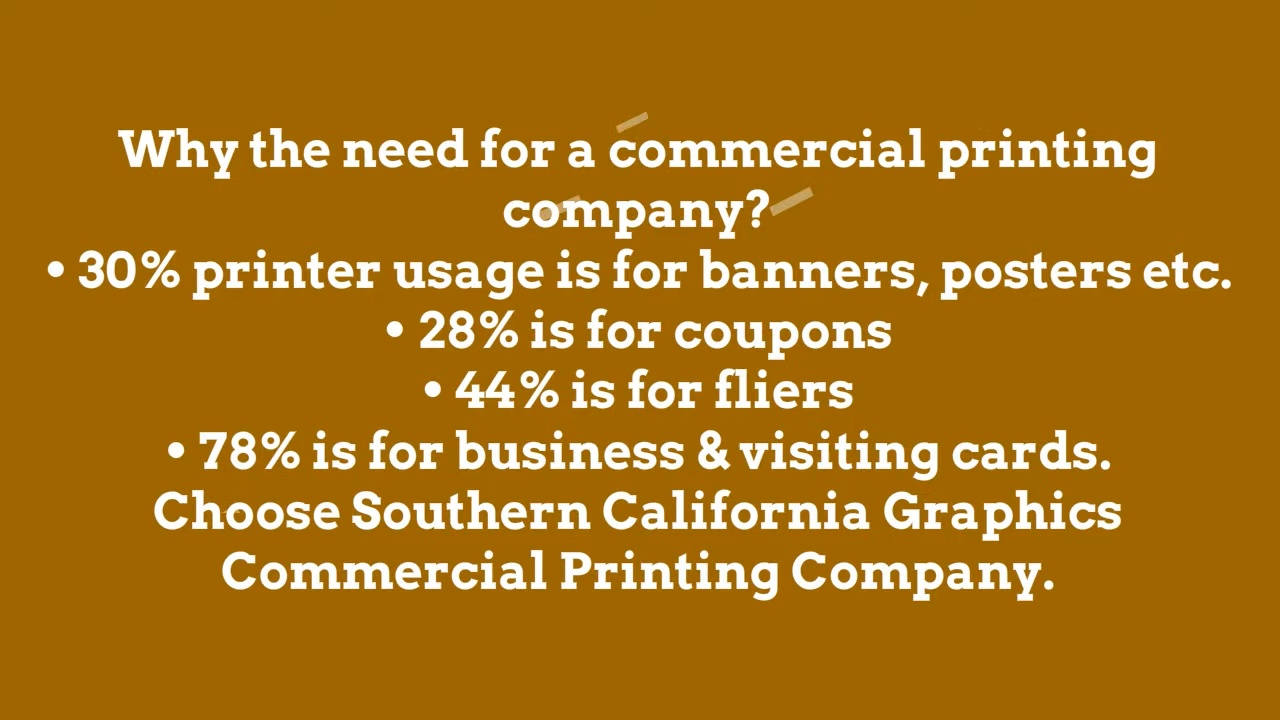 Why the need for a commercial printing
company?
• 30% printer usage is for banners, posters etc.
• 28% is for coupons
• 44% is for fliers
• 78% is for business & visiting cards.
Choose Southern California Graphics
Commercial Printing Company.